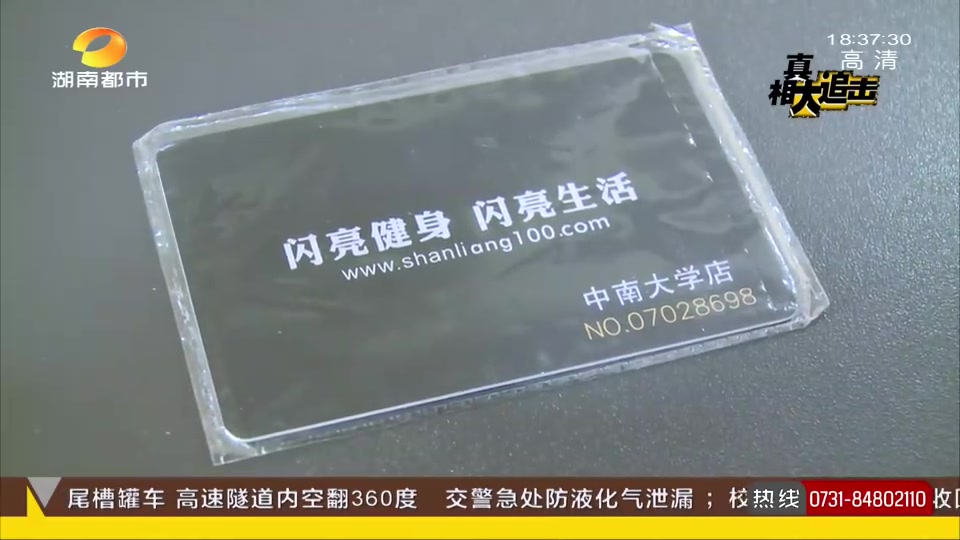 湖南都市
18:37:30
高清
真相大追击
闪亮健身 闪亮生活
www.shanliang100.com
中南大学店
NO.07028698
尾槽罐车 高速隧道内空翻360度 交警急处防液化气泄漏；校
热线 0731-84802110
收回